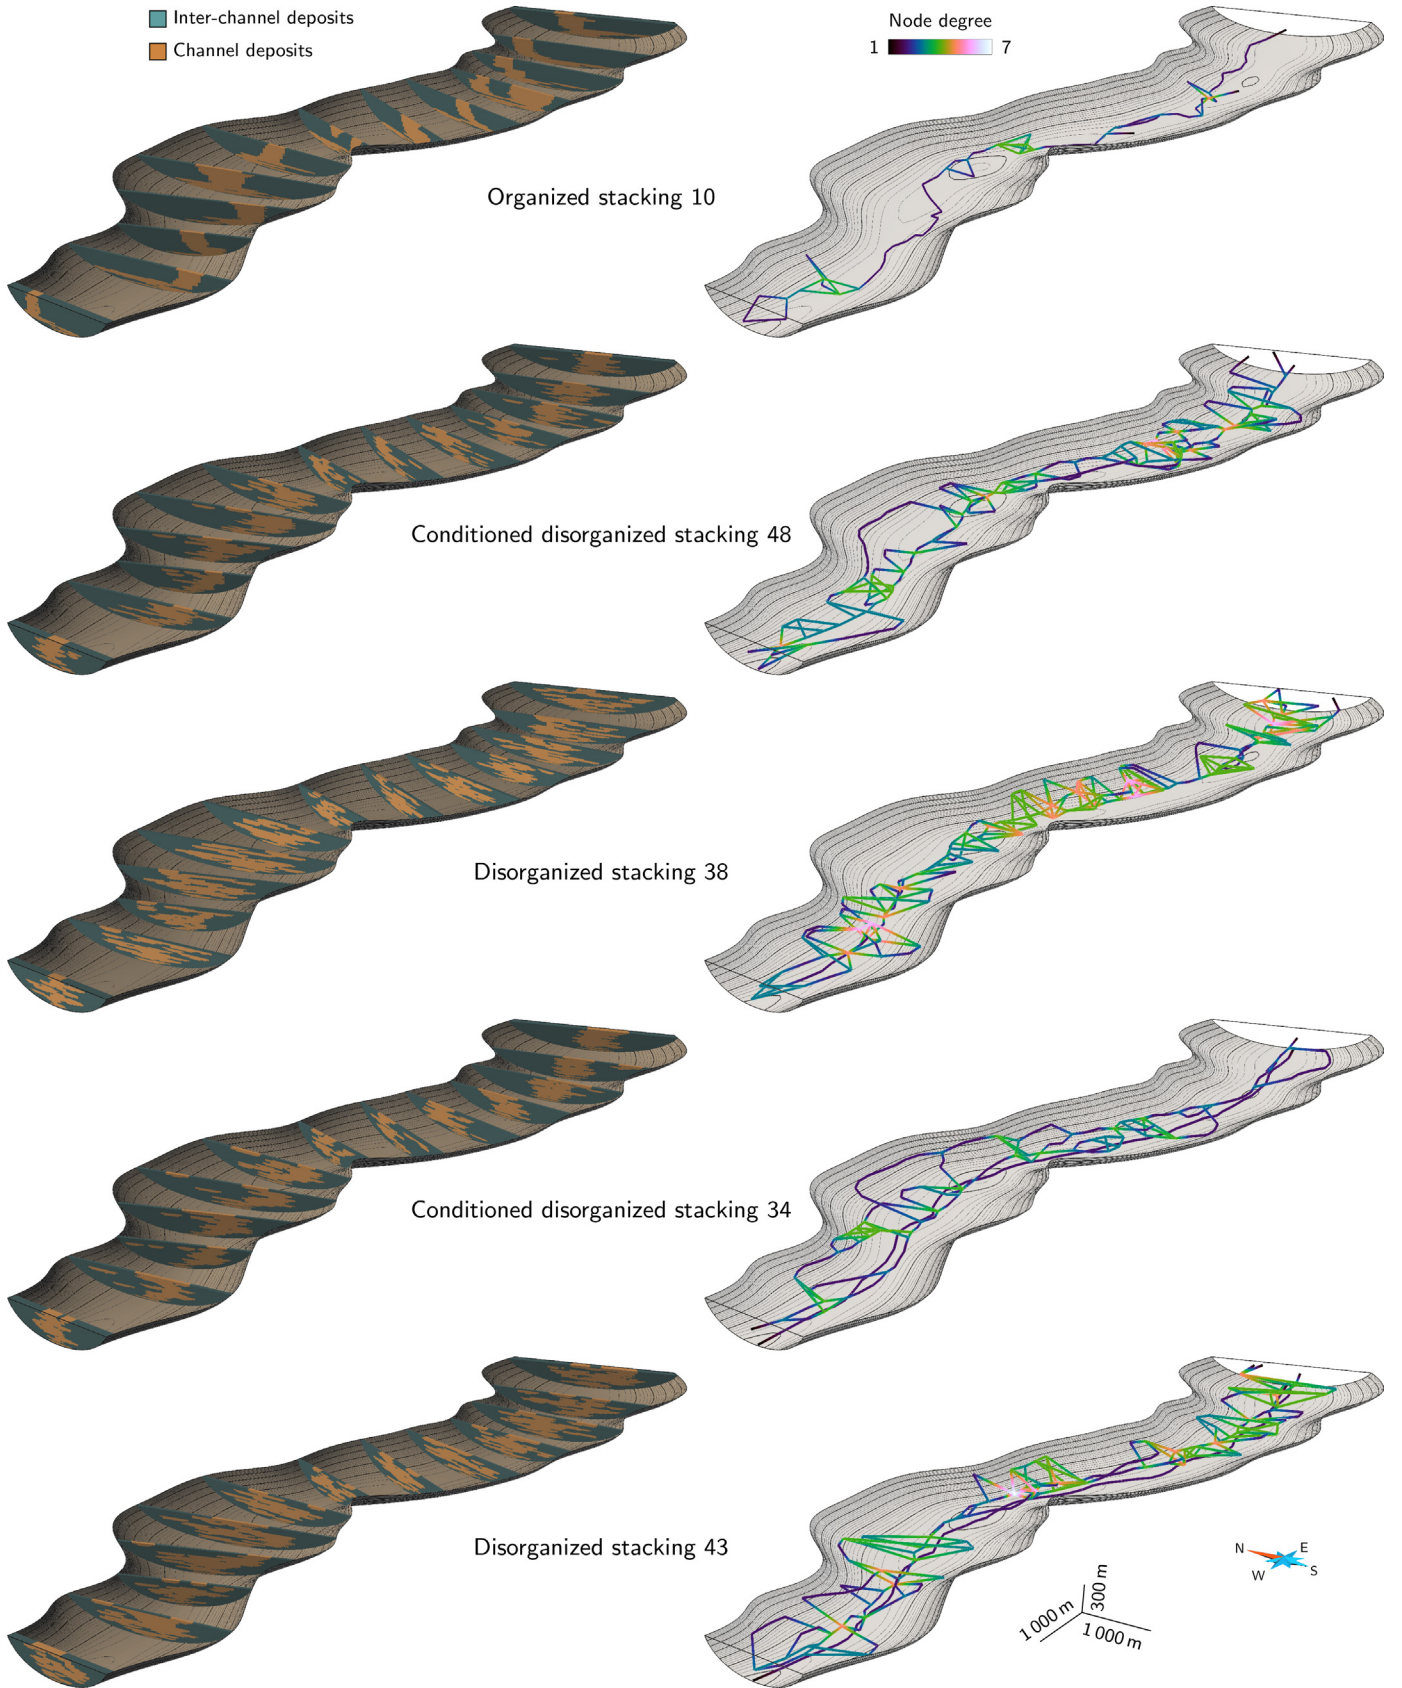 Inter-channel deposits
Channel deposits
Node degree
1 7
Organized stacking 10
Conditioned disorganized stacking 48
Disorganized stacking 38
Conditioned disorganized stacking 34
Disorganized stacking 43
N E
W S
300 m
1 000 m
1 000 m